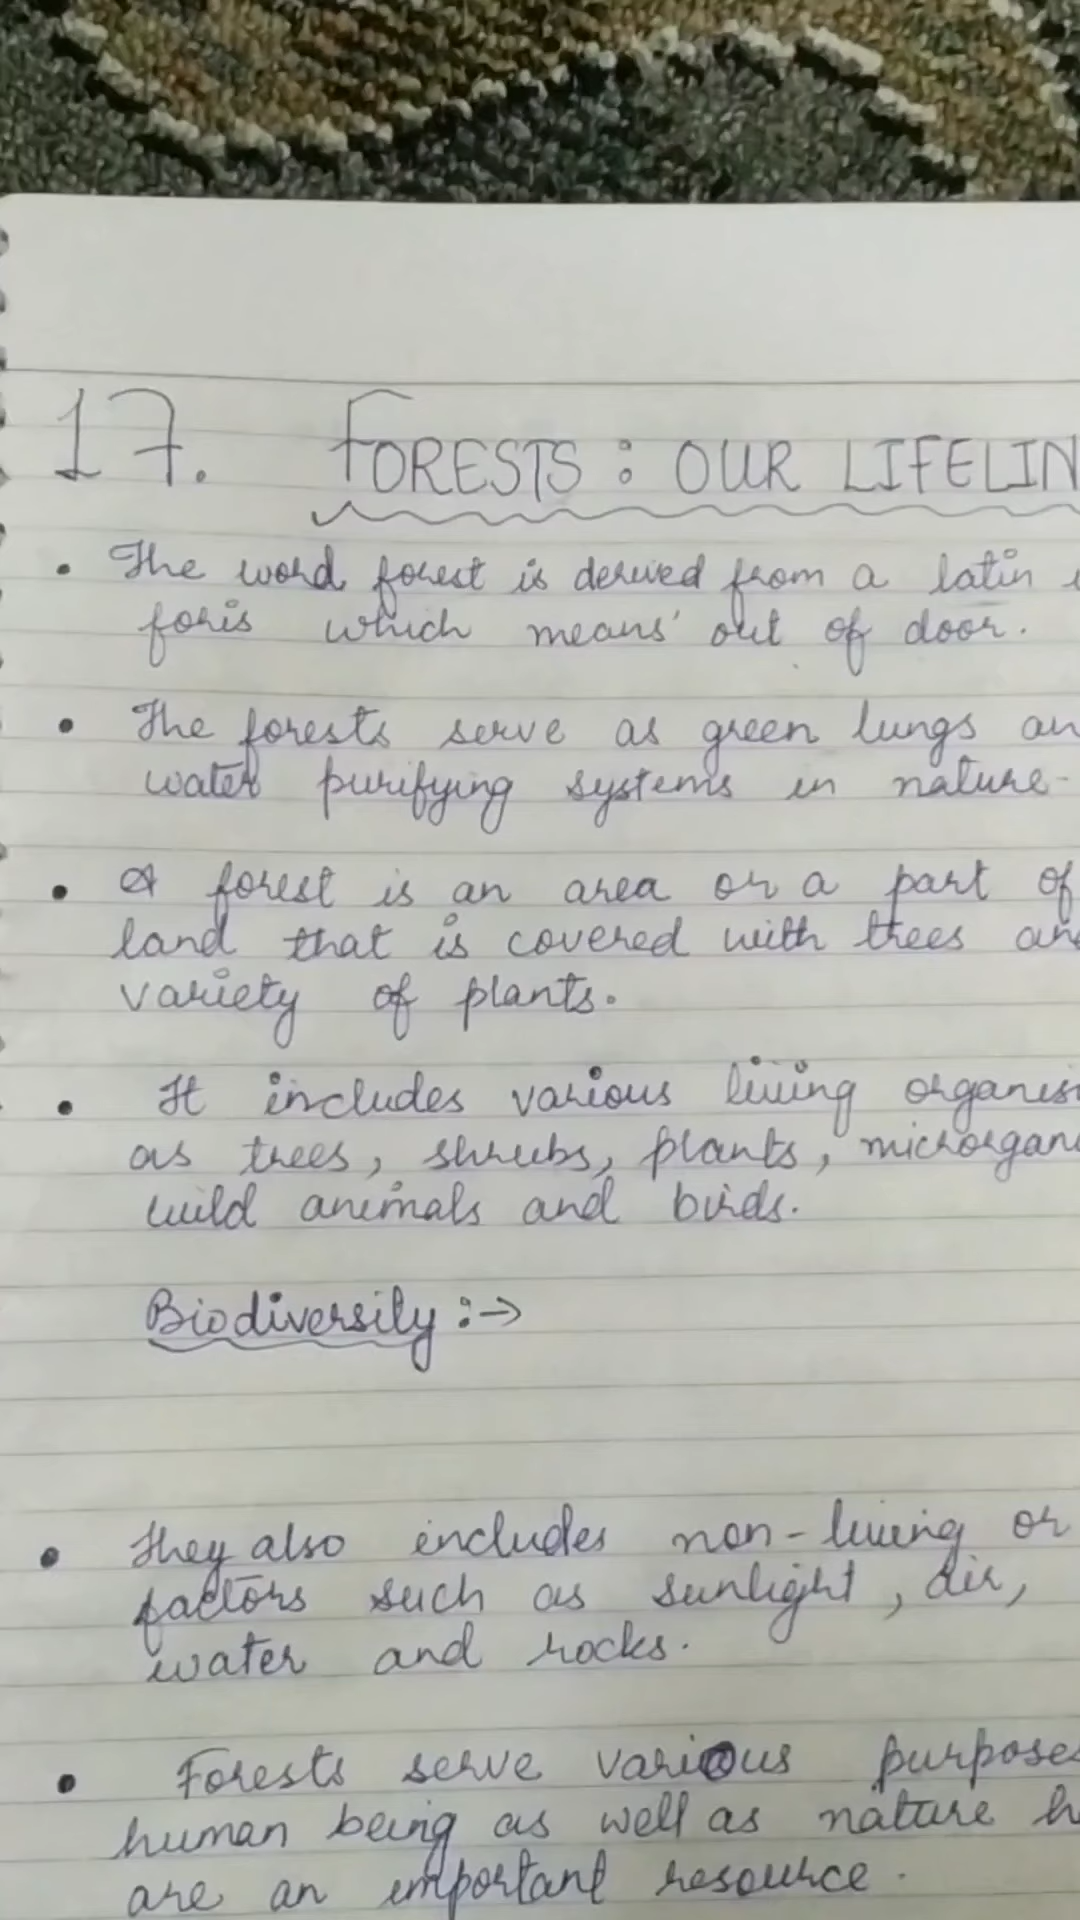 17. FORESTS : OUR LIFELIN
• The word forest is derived from a latin
foris which means' out of door.
• The forests serve as green lungs an
water purifying systems in nature-
• A forest is an area or a part of
land that is covered with trees and
variety of plants.
• It includes various living organis
as trees, shrubs, plants, microrgan
wild animals and birds.
Biodiversity :→
• They also includes non-living or
factors such as sunlight, air,
water and rocks.
• Forests serve various purposes
human being as well as nature h
are an important resource.